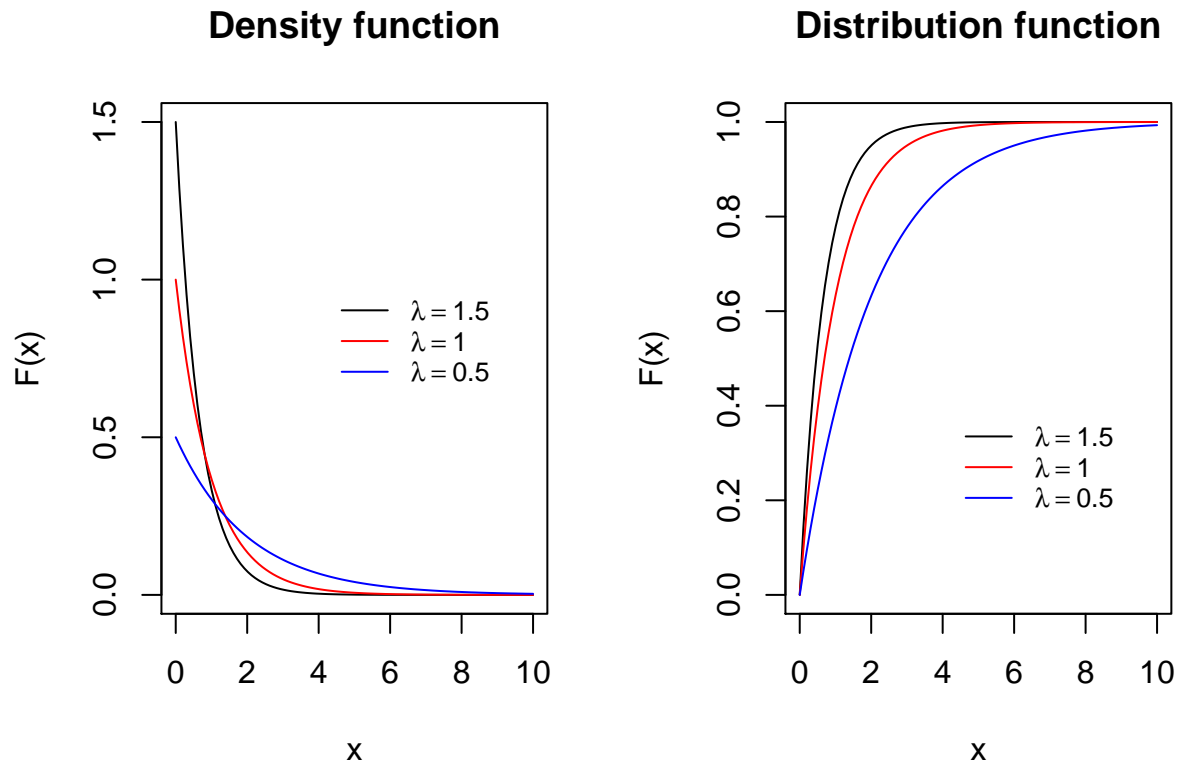 Density function
F(x)
1.5
1.0
0.5
0.0
λ = 1.5
λ = 1
λ = 0.5
0 2 4 6 8 10
x
Distribution function
F(x)
1.0
0.8
0.6
0.4
0.2
0.0
λ = 1.5
λ = 1
λ = 0.5
0 2 4 6 8 10
x